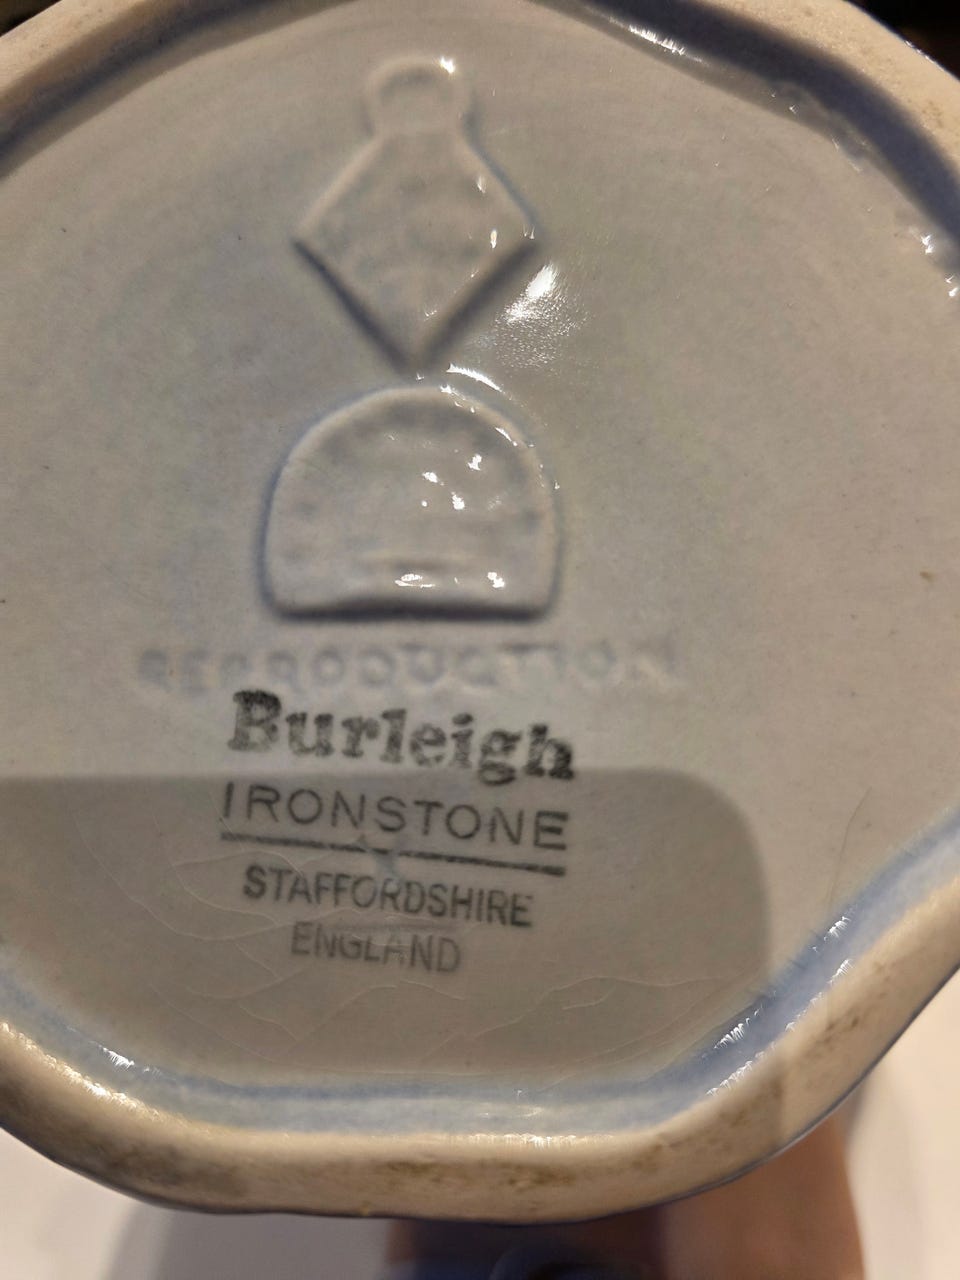 REPRODUCTION
Burleigh
IRONSTONE
STAFFORDSHIRE
ENGLAND